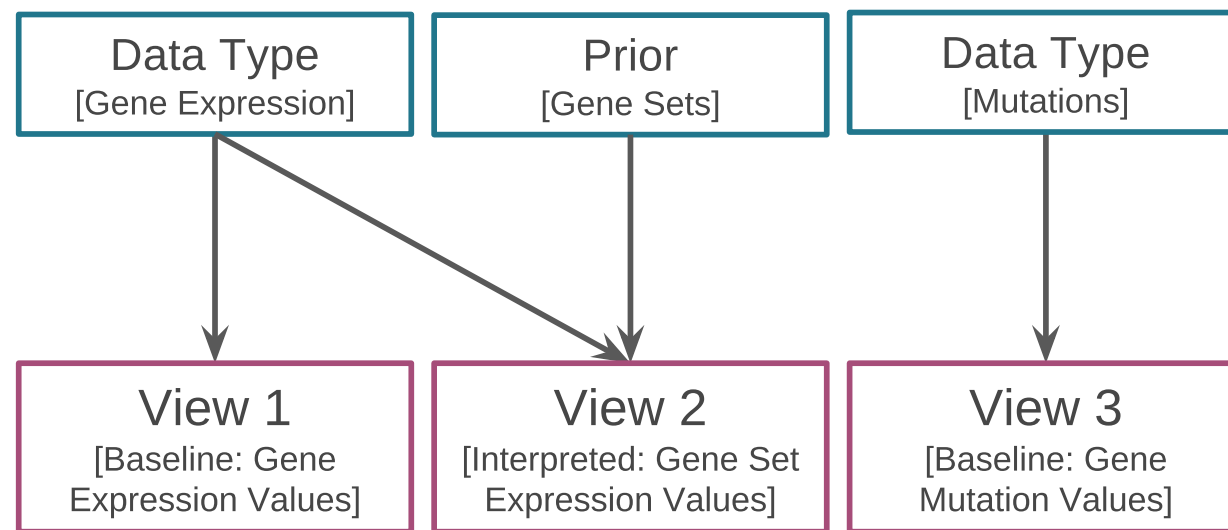 Data Type
[Gene Expression]
Prior
[Gene Sets]
Data Type
[Mutations]
View 1
[Baseline: Gene
Expression Values]
View 2
[Interpreted: Gene Set
Expression Values]
View 3
[Baseline: Gene
Mutation Values]